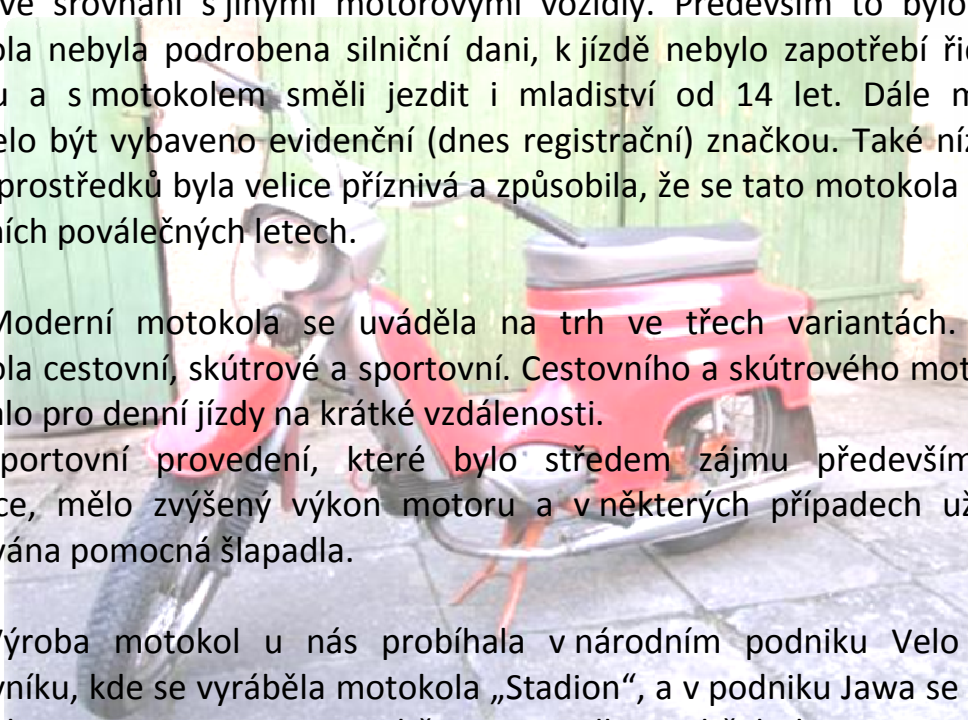 ve srovnání s jinými motorovými vozidly. Především to bylo
ola nebyla podrobena silniční dani, k jízdě nebylo zapotřebí řid
u a s motokolem směli jezdit i mladiství od 14 let. Dále m
elo být vybaveno evidenční (dnes registrační) značkou. Také níz
prostředků byla velice příznivá a způsobila, že se tato motokola
ních poválečných letech.
Moderní motokola se uváděla na trh ve třech variantách.
ola cestovní, skútrové a sportovní. Cestovního a skútrového mot
alo pro denní jízdy na krátké vzdálenosti.
portovní provedení, které bylo středem zájmu především
ce, mělo zvýšený výkon motoru a v některých případech už
vána pomocná šlapadla.
Výroba motokol u nás probíhala v národním podniku Velo
vníku, kde se vyráběla motokola „Stadion“, a v podniku Jawa se